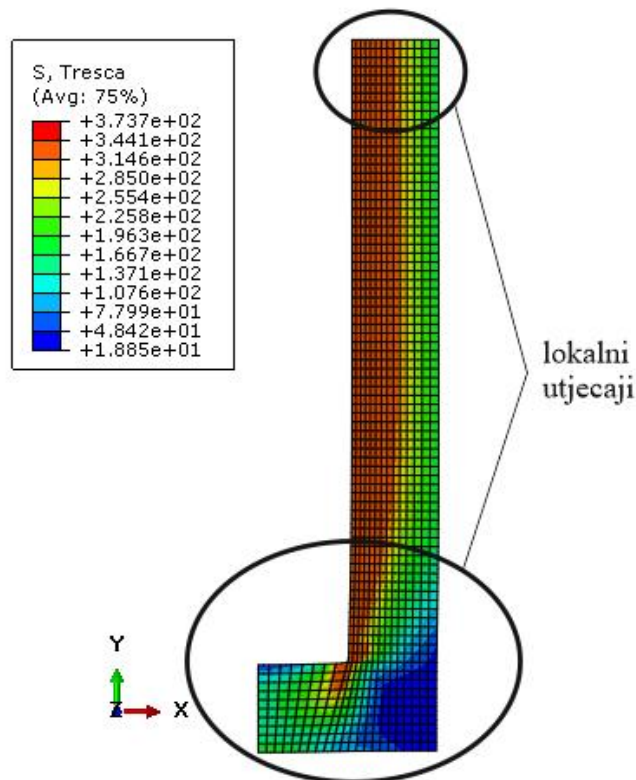 S, Tresca
(Avg: 75%)
+3.737e+02
+3.441e+02
+3.146e+02
+2.850e+02
+2.554e+02
+2.258e+02
+1.963e+02
+1.667e+02
+1.371e+02
+1.076e+02
+7.799e+01
+4.842e+01
+1.885e+01
lokalni
utjecaji
Y
Z
X